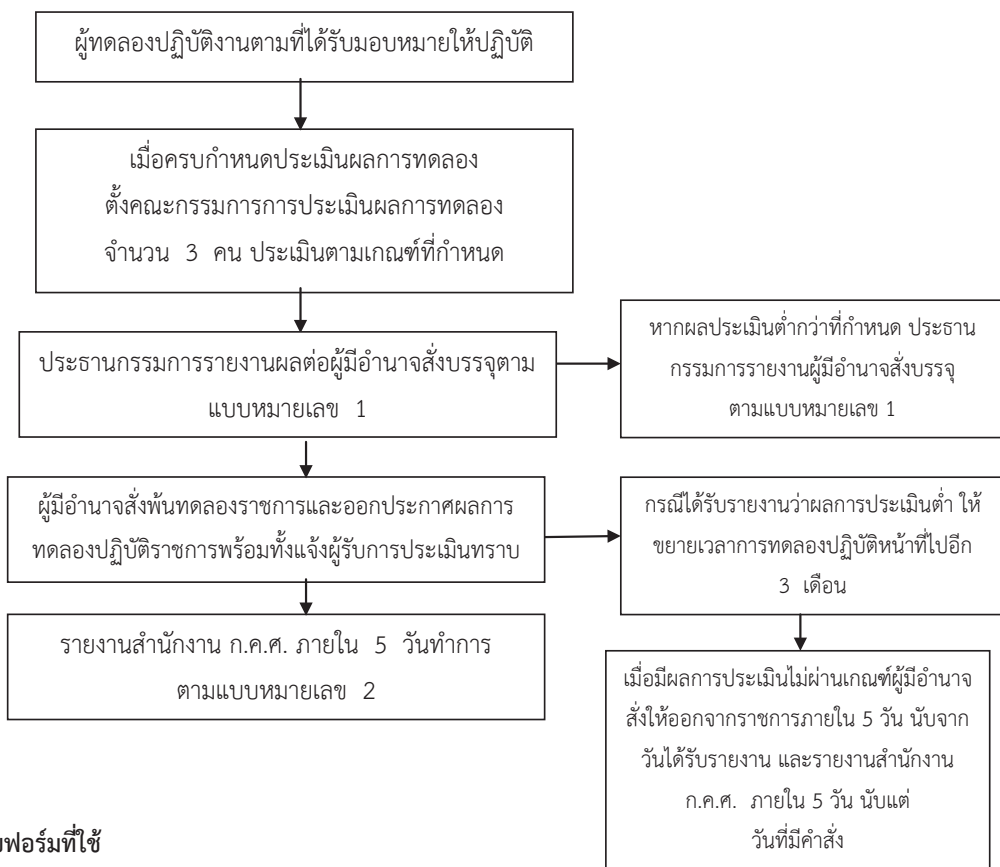 ผู้ทดลองปฏิบัติงานตามที่ได้รับมอบหมายให้ปฏิบัติ
เมื่อครบกำหนดประเมินผลการทดลอง
ตั้งคณะกรรมการการประเมินผลการทดลอง
จำนวน 3 คน ประเมินตามเกณฑ์ที่กำหนด
ประธานกรรมการรายงานผลต่อผู้มีอำนาจสั่งบรรจุตาม
แบบหมายเลข 1
หากผลประเมินต่ำกว่าที่กำหนด ประธาน
กรรมการรายงานผู้มีอำนาจสั่งบรรจุ
ตามแบบหมายเลข 1
ผู้มีอำนาจสั่งพ้นทดลองราชการและออกประกาศผลการ
ทดลองปฏิบัติราชการพร้อมทั้งแจ้งผู้รับการประเมินทราบ
กรณีได้รับรายงานว่าผลการประเมินต่ำ ให้
ขยายเวลาการทดลองปฏิบัติหน้าที่ไปอีก
3 เดือน
รายงานสำนักงาน ก.ค.ศ. ภายใน 5 วันทำการ
ตามแบบหมายเลข 2
เมื่อมีผลการประเมินไม่ผ่านเกณฑ์ผู้มีอำนาจ
สั่งให้ออกจากราชการภายใน 5 วัน นับจาก
วันได้รับรายงาน และรายงานสำนักงาน
ก.ค.ศ. ภายใน 5 วัน นับแต่
วันที่มีคำสั่ง
ฟอร์มที่ใช้